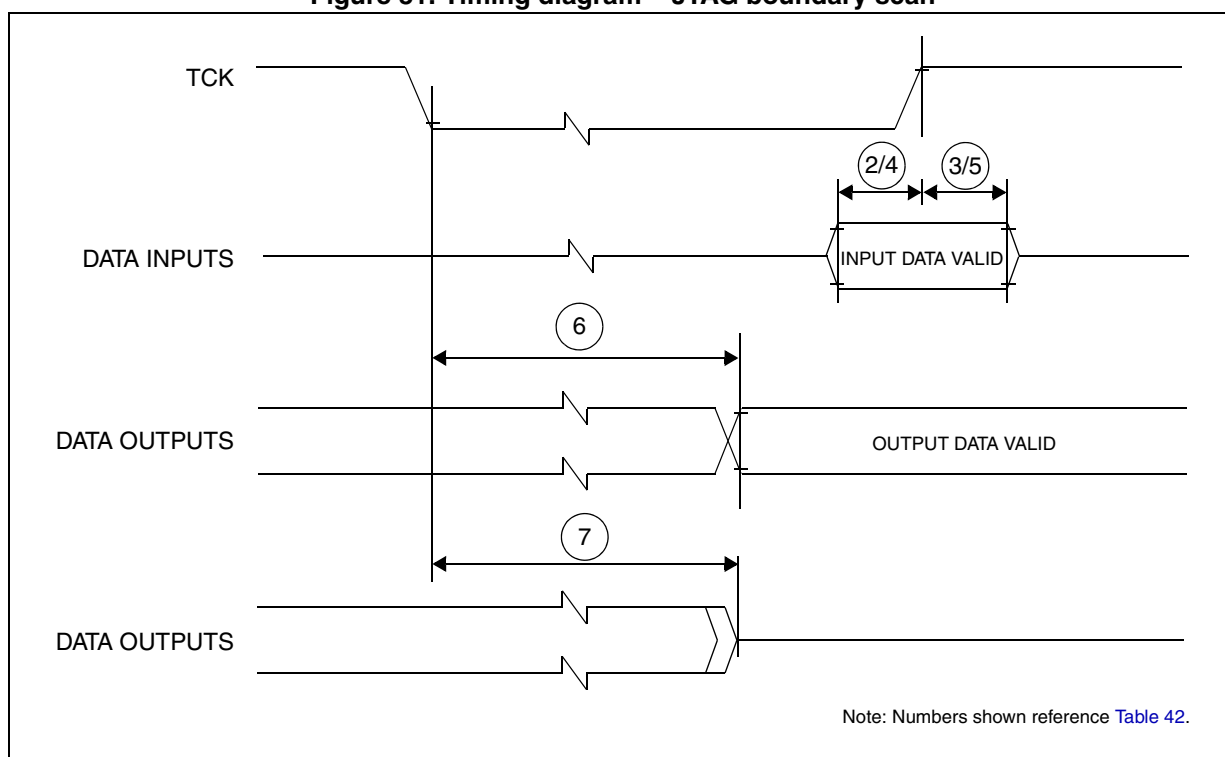 Figure 31. Timing diagram – JTAG boundary scan
TCK
2/4
3/5
DATA INPUTS
INPUT DATA VALID
6
DATA OUTPUTS
OUTPUT DATA VALID
7
DATA OUTPUTS
Note: Numbers shown reference Table 42.